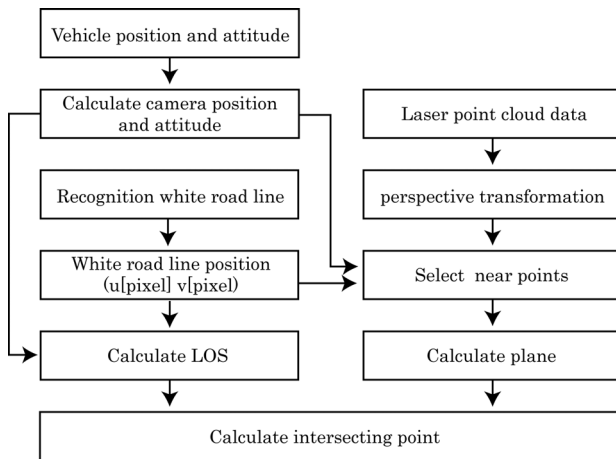 Vehicle position and attitude
Calculate camera position
and attitude
Laser point cloud data
Recognition white road line
perspective transformation
White road line position
(u[pixel] v[pixel)
Select near points
Calculate LOS
Calculate plane
Calculate intersecting point